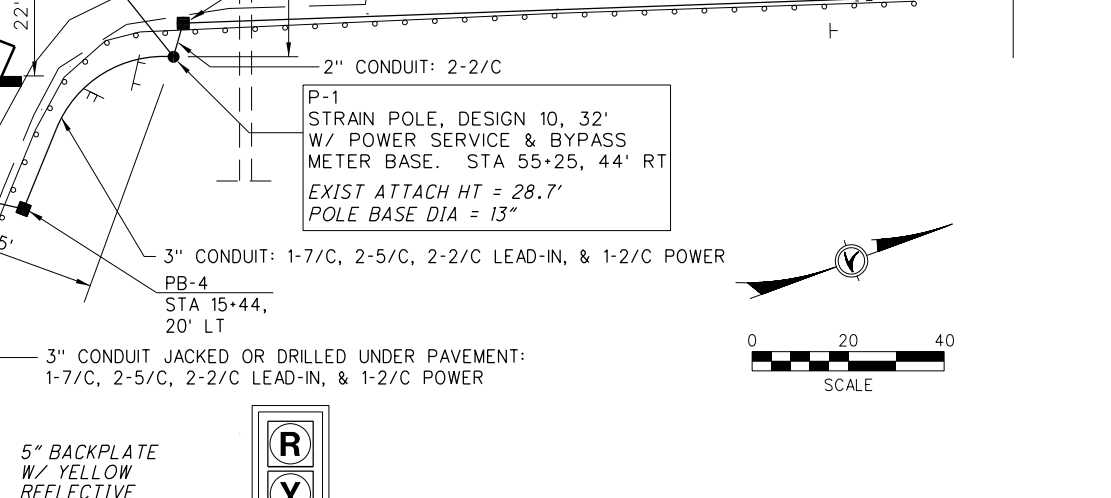 22'
2" CONDUIT: 2-2/C
P-1
STRAIN POLE, DESIGN 10, 32'
W/ POWER SERVICE & BYPASS
METER BASE. STA 55+25, 44' RT
EXIST ATTACH HT = 28.7'
POLE BASE DIA = 13"
5'
3" CONDUIT: 1-7/C, 2-5/C, 2-2/C LEAD-IN, & 1-2/C POWER
PB-4
STA 15+44,
20' LT
0 20 40
SCALE
3" CONDUIT JACKED OR DRILLED UNDER PAVEMENT:
1-7/C, 2-5/C, 2-2/C LEAD-IN, & 1-2/C POWER
5" BACKPLATE
W/ YELLOW
REFLECTIVE
R
Y